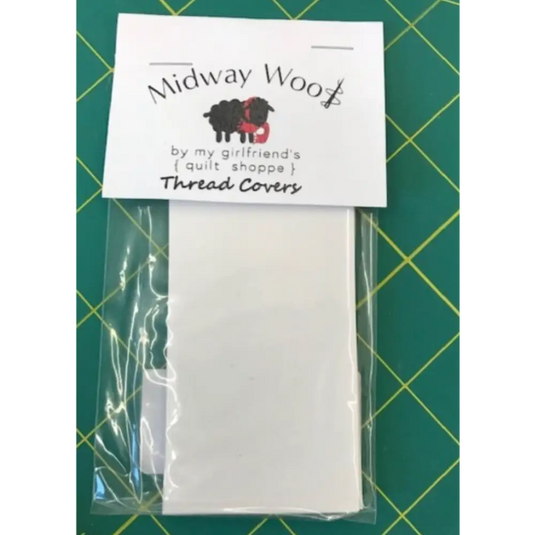 Midway Wool
by my girlfriend's
{ quilt shoppe }
Thread Covers